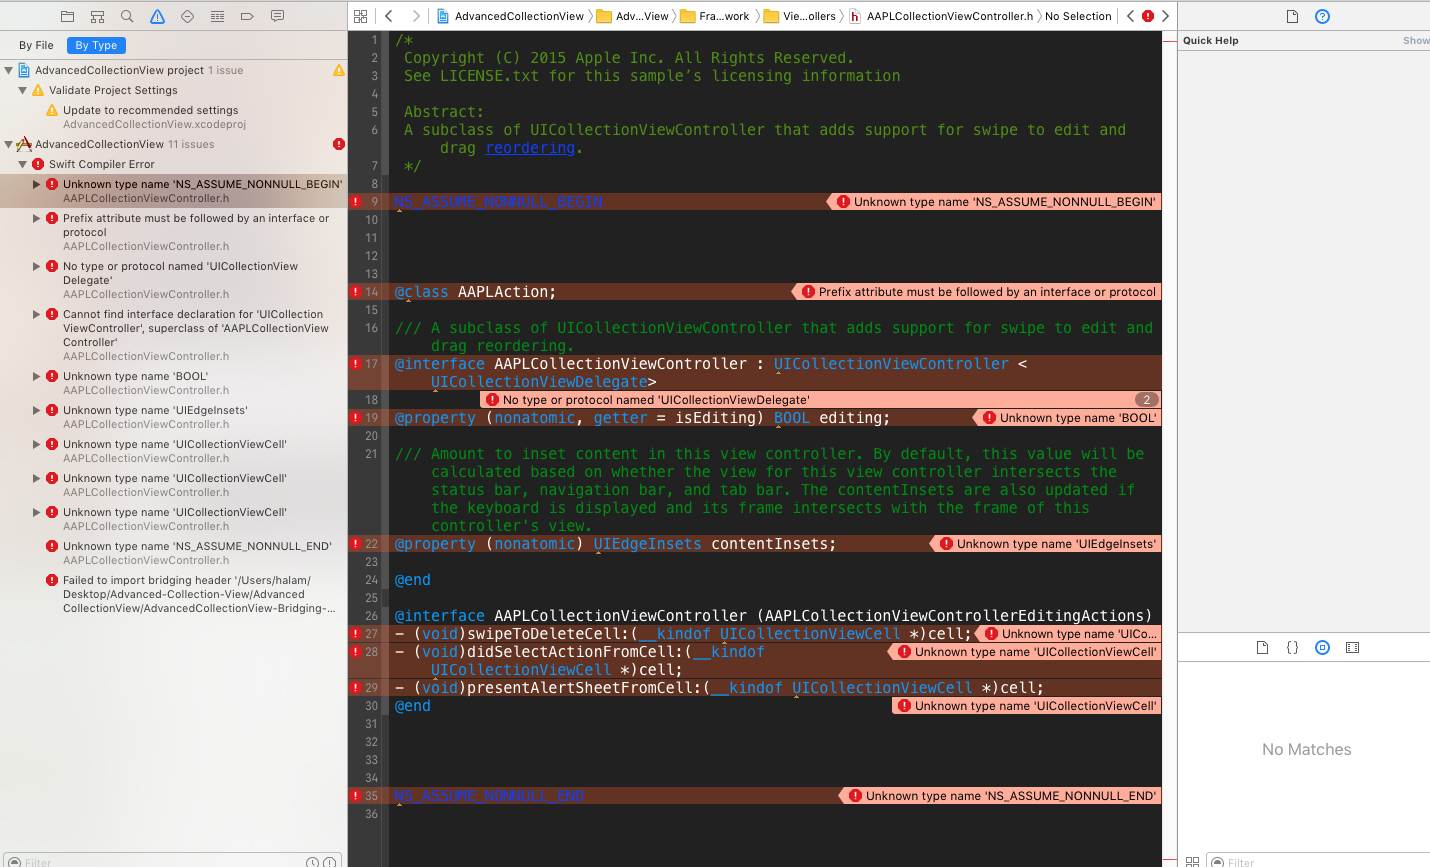 AdvancedCollectionView
Adv...View
Fra...work
Vie...ollers
AAPLCollectionViewController.h
No Selection
By File
By Type
AdvancedCollectionView project 1 issue
Validate Project Settings
Update to recommended settings
AdvancedCollectionView.xcodeproj
AdvancedCollectionView 11 issues
Swift Compiler Error
Unknown type name 'NS_ASSUME_NONNULL_BEGIN'
AAPLCollectionViewController.h
Prefix attribute must be followed by an interface or
protocol
AAPLCollectionViewController.h
No type or protocol named 'UICollectionView
Delegate'
AAPLCollectionViewController.h
Cannot find interface declaration for 'UICollection
ViewController', superclass of 'AAPLCollectionView
Controller'
AAPLCollectionViewController.h
Unknown type name 'BOOL'
AAPLCollectionViewController.h
Unknown type name 'UIEdgeInsets'
AAPLCollectionViewController.h
Unknown type name 'UICollectionViewCell'
AAPLCollectionViewController.h
Unknown type name 'UICollectionViewCell'
AAPLCollectionViewController.h
Unknown type name 'UICollectionViewCell'
AAPLCollectionViewController.h
Unknown type name 'NS_ASSUME_NONNULL_END'
AAPLCollectionViewController.h
Failed to import bridging header '/Users/halam/
Desktop/Advanced-Collection-View/Advanced
CollectionView/AdvancedCollectionView-Bridging-...
Filter
1 /*
2 Copyright (C) 2015 Apple Inc. All Rights Reserved.
3 See LICENSE.txt for this sample’s licensing information
4
5 Abstract:
6 A subclass of UICollectionViewController that adds support for swipe to edit and
drag reordering.
7 */
8
9 NS_ASSUME_NONNULL_BEGIN Unknown type name 'NS_ASSUME_NONNULL_BEGIN'
10
11
12
13
14 @class AAPLAction; Prefix attribute must be followed by an interface or protocol
15
16 /// A subclass of UICollectionViewController that adds support for swipe to edit and
drag reordering.
17 @interface AAPLCollectionViewController : UICollectionViewController <
UICollectionViewDelegate>
18 No type or protocol named 'UICollectionViewDelegate' 2
19 @property (nonatomic, getter = isEditing) BOOL editing; Unknown type name 'BOOL'
20
21 /// Amount to inset content in this view controller. By default, this value will be
calculated based on whether the view for this view controller intersects the
status bar, navigation bar, and tab bar. The contentInsets are also updated if
the keyboard is displayed and its frame intersects with the frame of this
controller's view.
22 @property (nonatomic) UIEdgeInsets contentInsets; Unknown type name 'UIEdgeInsets'
23
24 @end
25
26 @interface AAPLCollectionViewController (AAPLCollectionViewControllerEditingActions)
27 - (void)swipeToDeleteCell:(__kindof UICollectionViewCell *)cell; Unknown type name 'UICo...
28 - (void)didSelectActionFromCell:(__kindof Unknown type name 'UICollectionViewCell'
UICollectionViewCell *)cell;
29 - (void)presentAlertSheetFromCell:(__kindof UICollectionViewCell *)cell;
30 @end Unknown type name 'UICollectionViewCell'
31
32
33
34
35 NS_ASSUME_NONNULL_END Unknown type name 'NS_ASSUME_NONNULL_END'
36
Quick Help
Show
No Matches
Filter